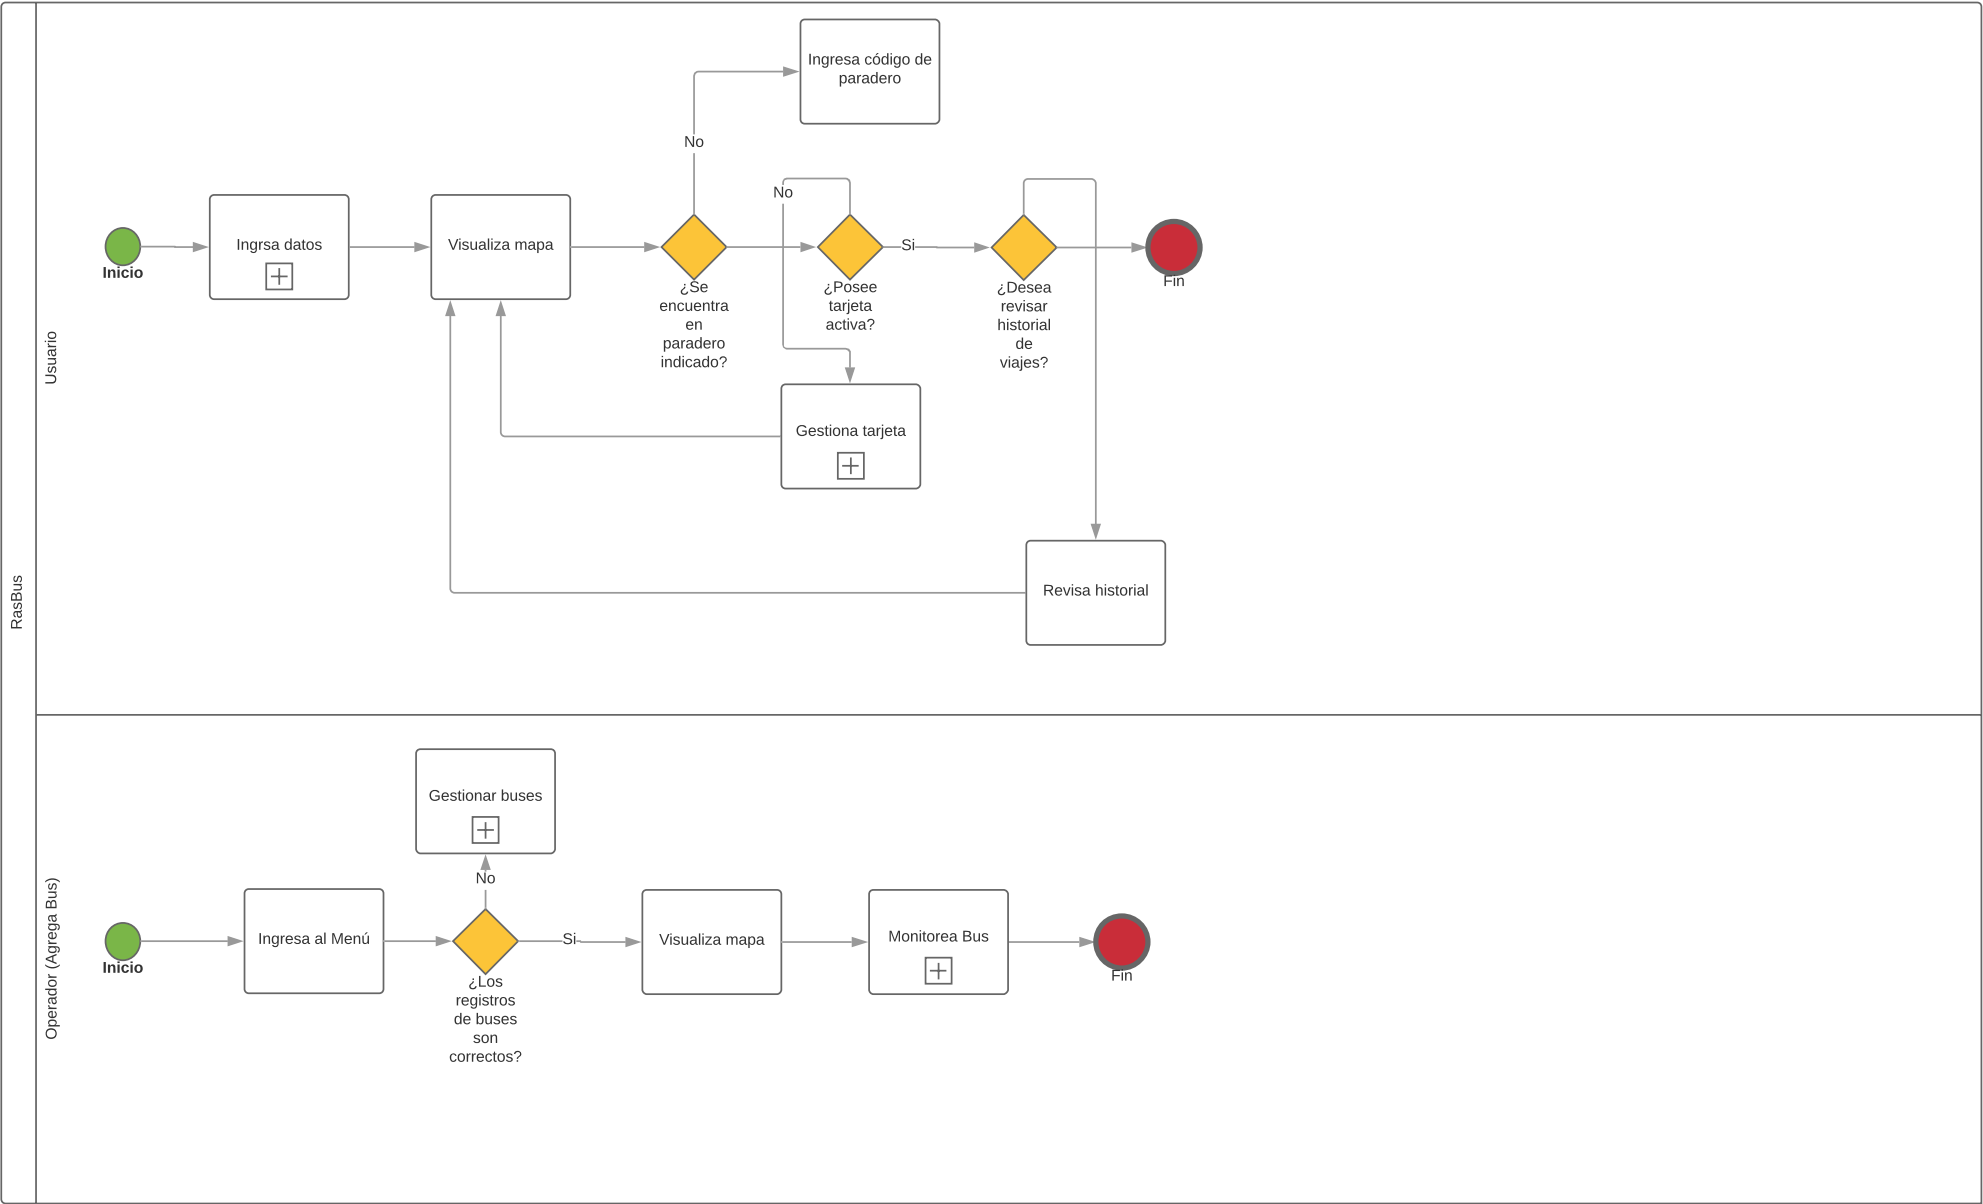 RasBus
Usuario
Ingresa código de
paradero
No
No
Inicio
Ingrsa datos
Visualiza mapa
¿Se
encuentra
en
paradero
indicado?
¿Posee
tarjeta
activa?
Si
¿Desea
revisar
historial
de
viajes?
Fin
Gestiona tarjeta
Revisa historial
Operador (Agrega Bus)
Gestionar buses
No
Inicio
Ingresa al Menú
¿Los
registros
de buses
son
correctos?
Si
Visualiza mapa
Monitorea Bus
Fin